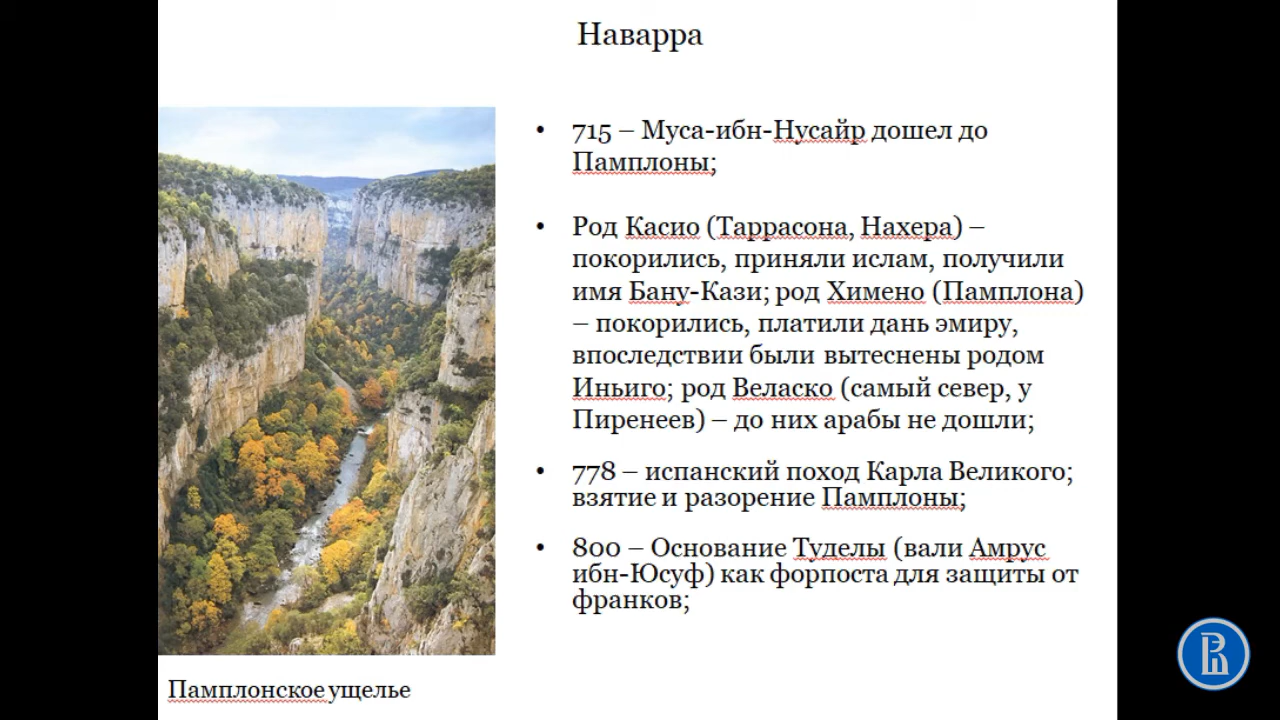 Наварра
715 – Муса-ибн-Нусайр дошел до
Памплоны;
Род Касио (Таррасона, Нахера) –
покорились, приняли ислам, получили
имя Бану-Кази; род Химено (Памплона)
– покорились, платили дань эмиру,
впоследствии были вытеснены родом
Иньиго; род Веласко (самый север, у
Пиренеев) – до них арабы не дошли;
778 – испанский поход Карла Великого;
взятие и разорение Памплоны;
800 – Основание Туделы (вали Амрус
ибн-Юсуф) как форпоста для защиты от
франков;
Памплонское ущелье